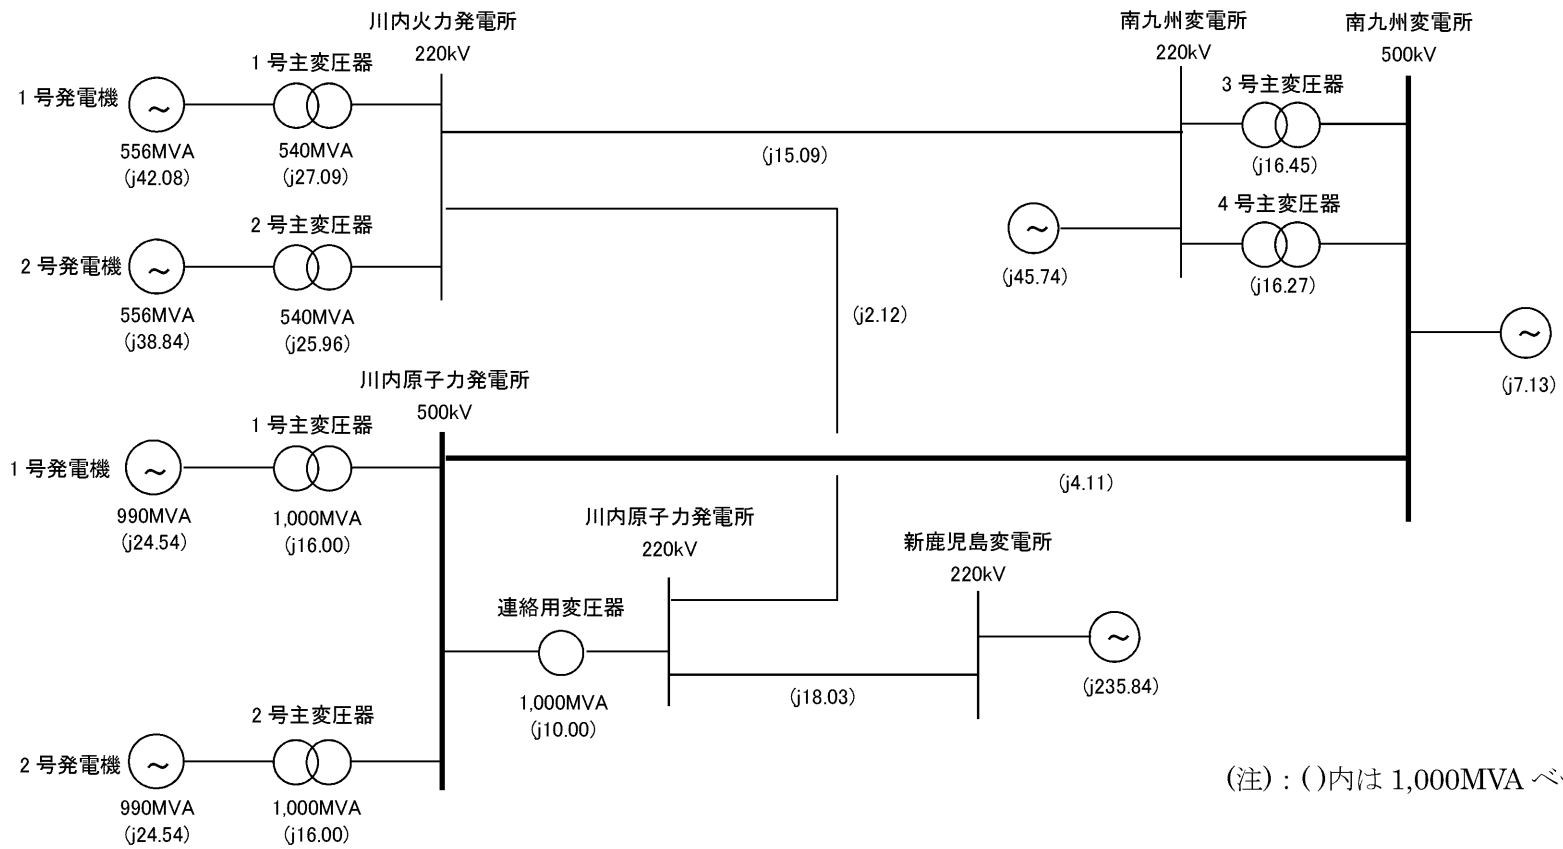 川内火力発電所
220kV
1号主変圧器
1号発電機
556MVA
(j42.08)
540MVA
(j27.09)
2号主変圧器
2号発電機
556MVA
(j38.84)
540MVA
(j25.96)
(j15.09)
(j2.12)
南九州変電所
220kV
南九州変電所
500kV
3号主変圧器
(j16.45)
4号主変圧器
(j16.27)
(j45.74)
(j7.13)
川内原子力発電所
500kV
1号主変圧器
1号発電機
990MVA
(j24.54)
1,000MVA
(j16.00)
(j4.11)
川内原子力発電所
220kV
連絡用変圧器
1,000MVA
(j10.00)
新鹿児島変電所
220kV
(j18.03)
(j235.84)
2号主変圧器
2号発電機
990MVA
(j24.54)
1,000MVA
(j16.00)
(注) : ( )内は 1,000MVA ベ